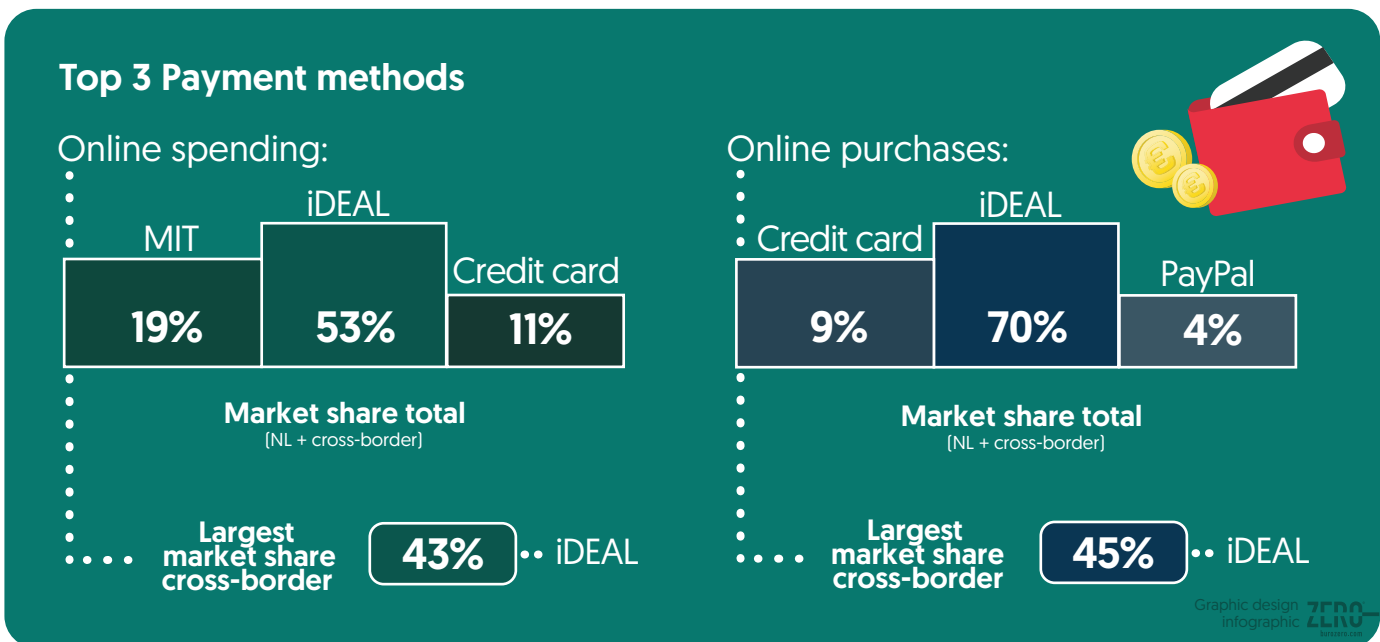 Top 3 Payment methods
Online spending:
MIT
iDEAL
Credit card
19%
53%
11%
Market share total
(NL + cross-border)
Largest
market share
cross-border
43%
iDEAL
Online purchases:
Credit card
iDEAL
PayPal
9%
70%
4%
Market share total
(NL + cross-border)
Largest
market share
cross-border
45%
iDEAL
Graphic design
infographic
ZERO